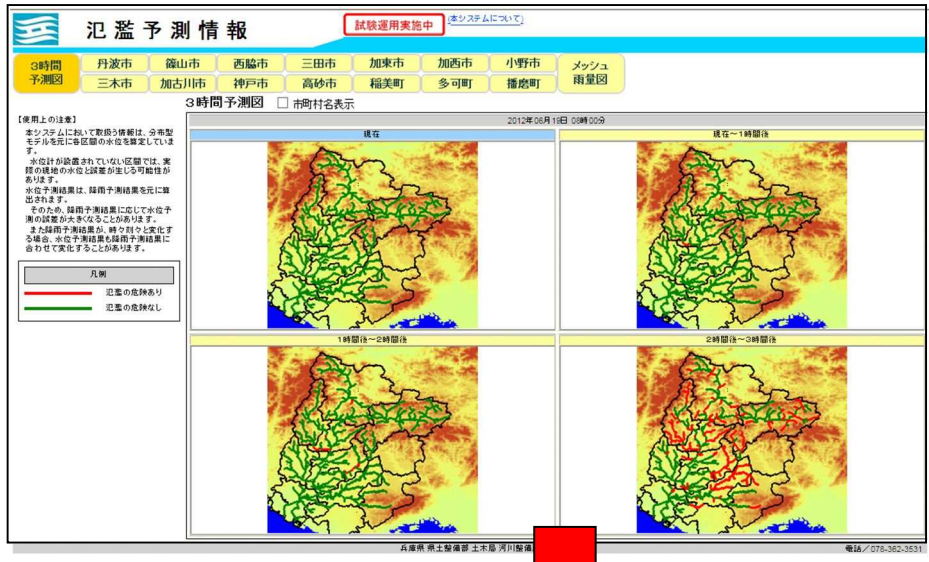 氾濫予測情報
試験運用実施中
(本システムについて)
3時間
予測図
丹波市 篠山市 西脇市 三田市 加東市 加西市 小野市
三木市 加古川市 神戸市 高砂市 稲美町 多可町 播磨町
メッシュ
雨量図
3時間予測図 市町村名表示
【使用上の注意】
本システムにおいて取扱う情報は、分布型
モデルを元に各区間の水位を算定していま
す。
水位計が設置されていない区間では、実
際の現地の水位と誤差が生じる可能性が
あります。
水位予測結果は、降雨予測結果を元に算
出されます。
そのため、降雨予測結果に応じて水位予
測の誤差が大きくなることがあります。
また降雨予測結果が、時々刻々と変化す
る場合、水位予測結果も降雨予測結果に
合わせて変化することがあります。
凡例
氾濫の危険あり
氾濫の危険なし
2012年06月19日 08時00分
現在
現在～1時間後
1時間後～2時間後
2時間後～3時間後
兵庫県 県土整備部 土木局 河川整備
電話／078-362-3531